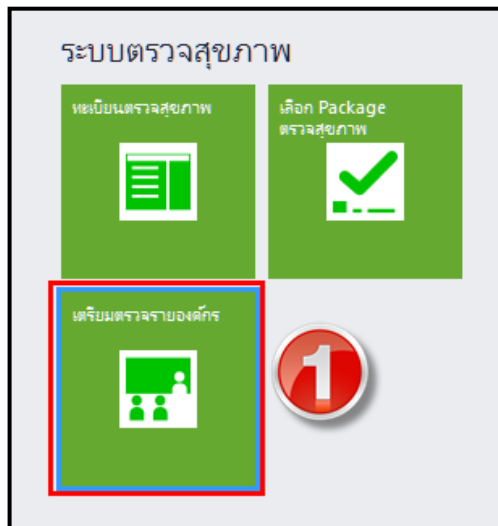 ระบบตรวจสุขภาพ
ทะเบียนตรวจสุขภาพ
เลือก Package
ตรวจสุขภาพ
เตรียมตรวจรายองค์กร
1